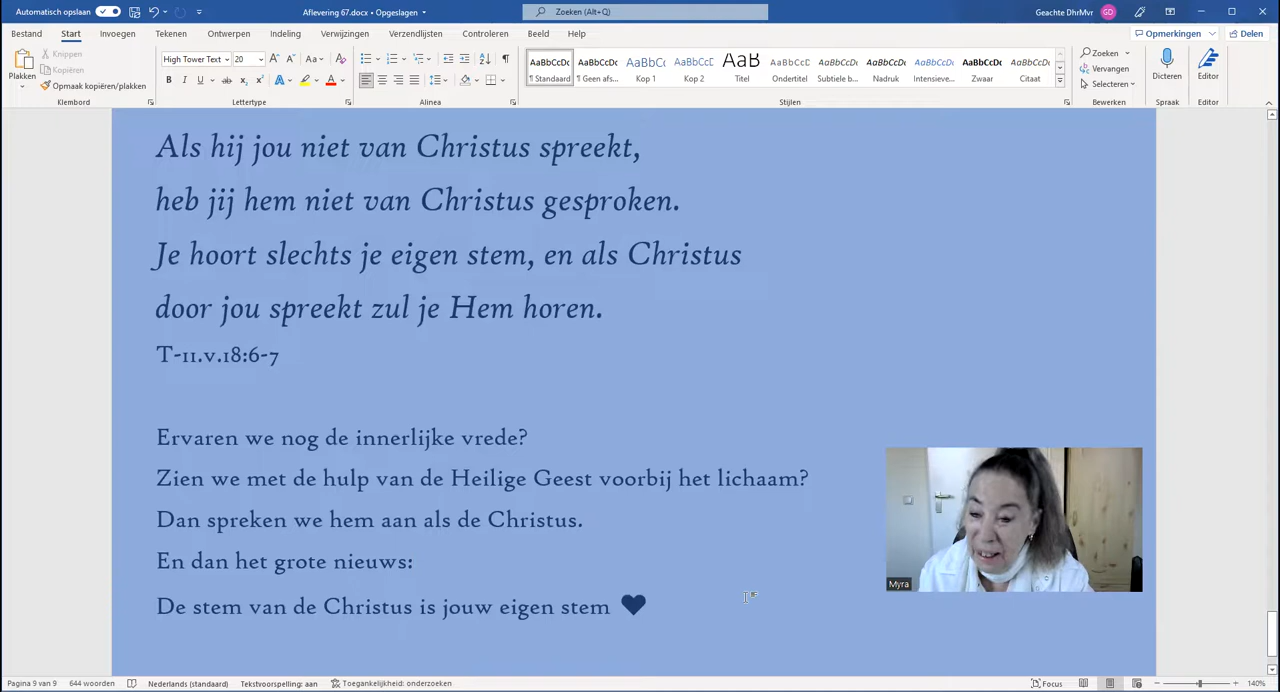 Automatisch opslaan
Aflevering 67.docx • Opgeslagen
Zoeken (Alt+Q)
Geachte DhrMvr GD
Bestand Start Invoegen Tekenen Ontwerpen Indeling Verwijzingen Verzendlijsten Controleren Beeld Help
Opmerkingen Delen
Plakken
Knippen
Kopiëren
Opmaak kopiëren/plakken
Klembord
High Tower Text 20
Lettertype
Alinea
AaBbCcDc AaBbCcDc AaBbCc AaBbCcD AaB AaBbCcD AaBbCcDc AaBbCcDc AaBbCcDc AaBbCcDc AaBbCcDc
¶ Standaard ¶ Geen afs... Kop 1 Kop 2 Titel Ondertitel Subtiele b... Nadruk Intensieve... Zwaar Citaat
Stijlen
Zoeken
Vervangen
Selecteren
Bewerken
Dicteren
Spraak
Editor
Editor
Als hij jou niet van Christus spreekt,
heb jij hem niet van Christus gesproken.
Je hoort slechts je eigen stem, en als Christus
door jou spreekt zul je Hem horen.
T-11.v.18:6-7
Ervaren we nog de innerlijke vrede?
Zien we met de hulp van de Heilige Geest voorbij het lichaam?
Dan spreken we hem aan als de Christus.
En dan het grote nieuws:
De stem van de Christus is jouw eigen stem
Myra
Pagina 9 van 9 644 woorden Nederlands (standaard) Tekstvoorspelling: aan Toegankelijkheid: onderzoeken
Focus 140%